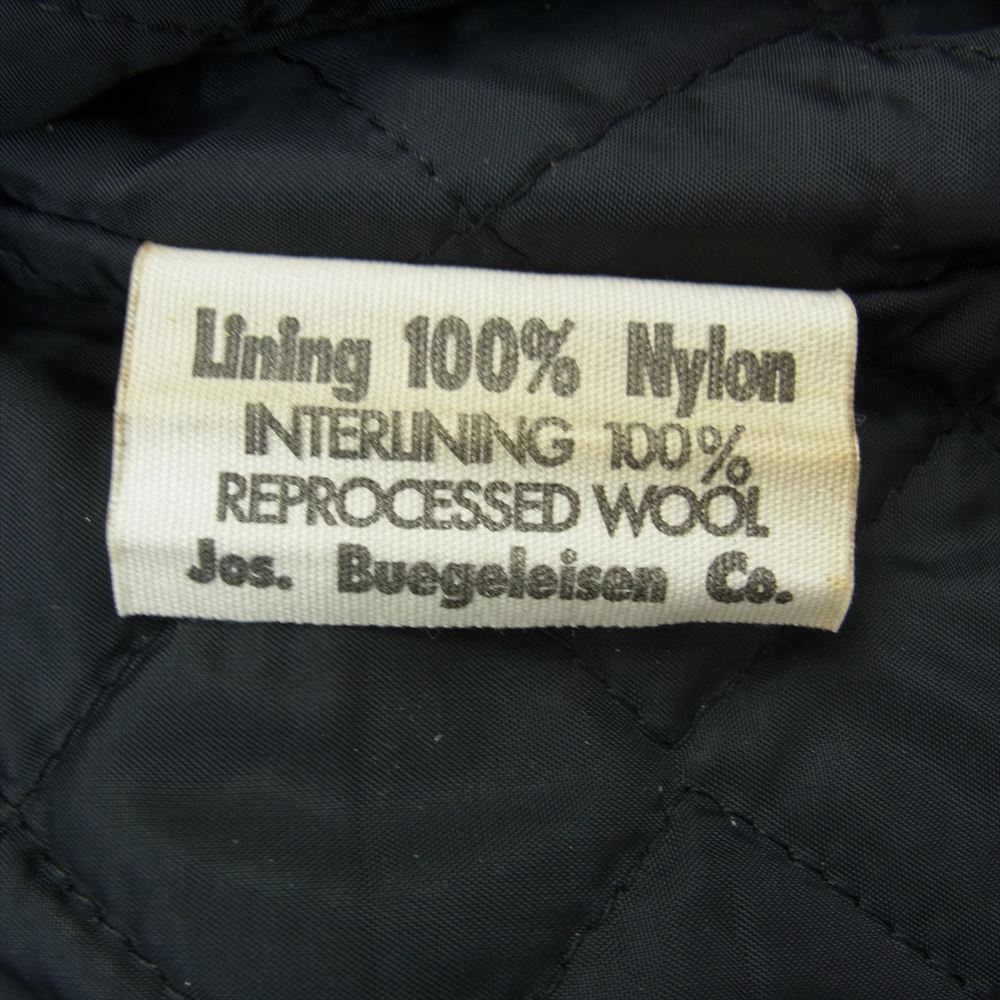 Lining 100% Nylon
INTERLINING 100%
REPROCESSED WOOL
Jos. Buegeleisen Co.